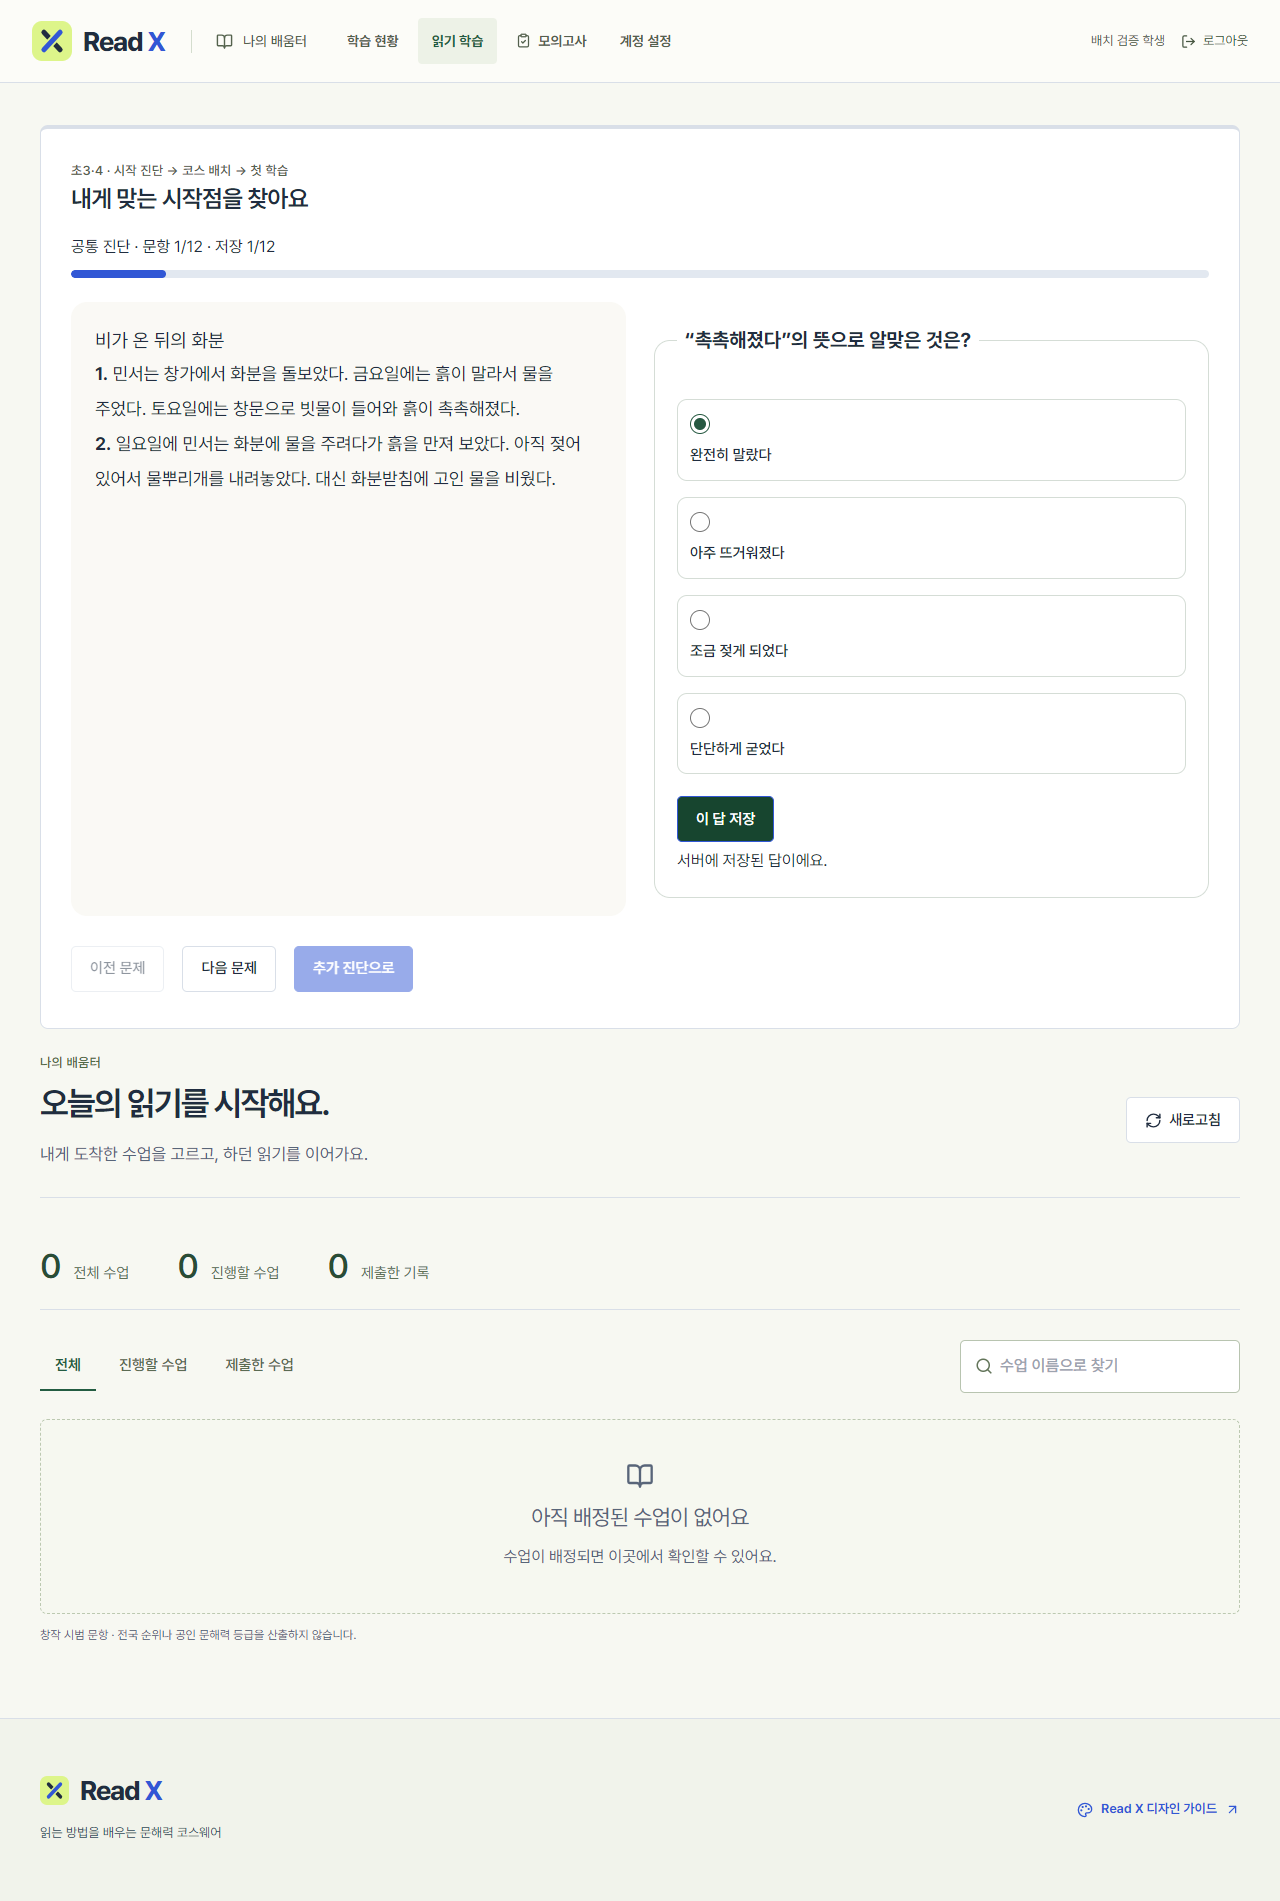 Read X
나의 배움터
학습 현황
읽기 학습
모의고사
계정 설정
배치 검증 학생
로그아웃
초3·4 · 시작 진단 → 코스 배치 → 첫 학습
내게 맞는 시작점을 찾아요
공통 진단 · 문항 1/12 · 저장 1/12
비가 온 뒤의 화분
1. 민서는 창가에서 화분을 돌보았다. 금요일에는 흙이 말라서 물을
주었다. 토요일에는 창문으로 빗물이 들어와 흙이 촉촉해졌다.
2. 일요일에 민서는 화분에 물을 주려다가 흙을 만져 보았다. 아직 젖어
있어서 물뿌리개를 내려놓았다. 대신 화분받침에 고인 물을 비웠다.
“촉촉해졌다”의 뜻으로 알맞은 것은?
완전히 말랐다
아주 뜨거워졌다
조금 젖게 되었다
단단하게 굳었다
이 답 저장
서버에 저장된 답이에요.
이전 문제
다음 문제
추가 진단으로
나의 배움터
오늘의 읽기를 시작해요.
내게 도착한 수업을 고르고, 하던 읽기를 이어가요.
새로고침
0 전체 수업
0 진행할 수업
0 제출한 기록
전체
진행할 수업
제출한 수업
수업 이름으로 찾기
아직 배정된 수업이 없어요
수업이 배정되면 이곳에서 확인할 수 있어요.
창작 시범 문항 · 전국 순위나 공인 문해력 등급을 산출하지 않습니다.
Read X
읽는 방법을 배우는 문해력 코스웨어
Read X 디자인 가이드